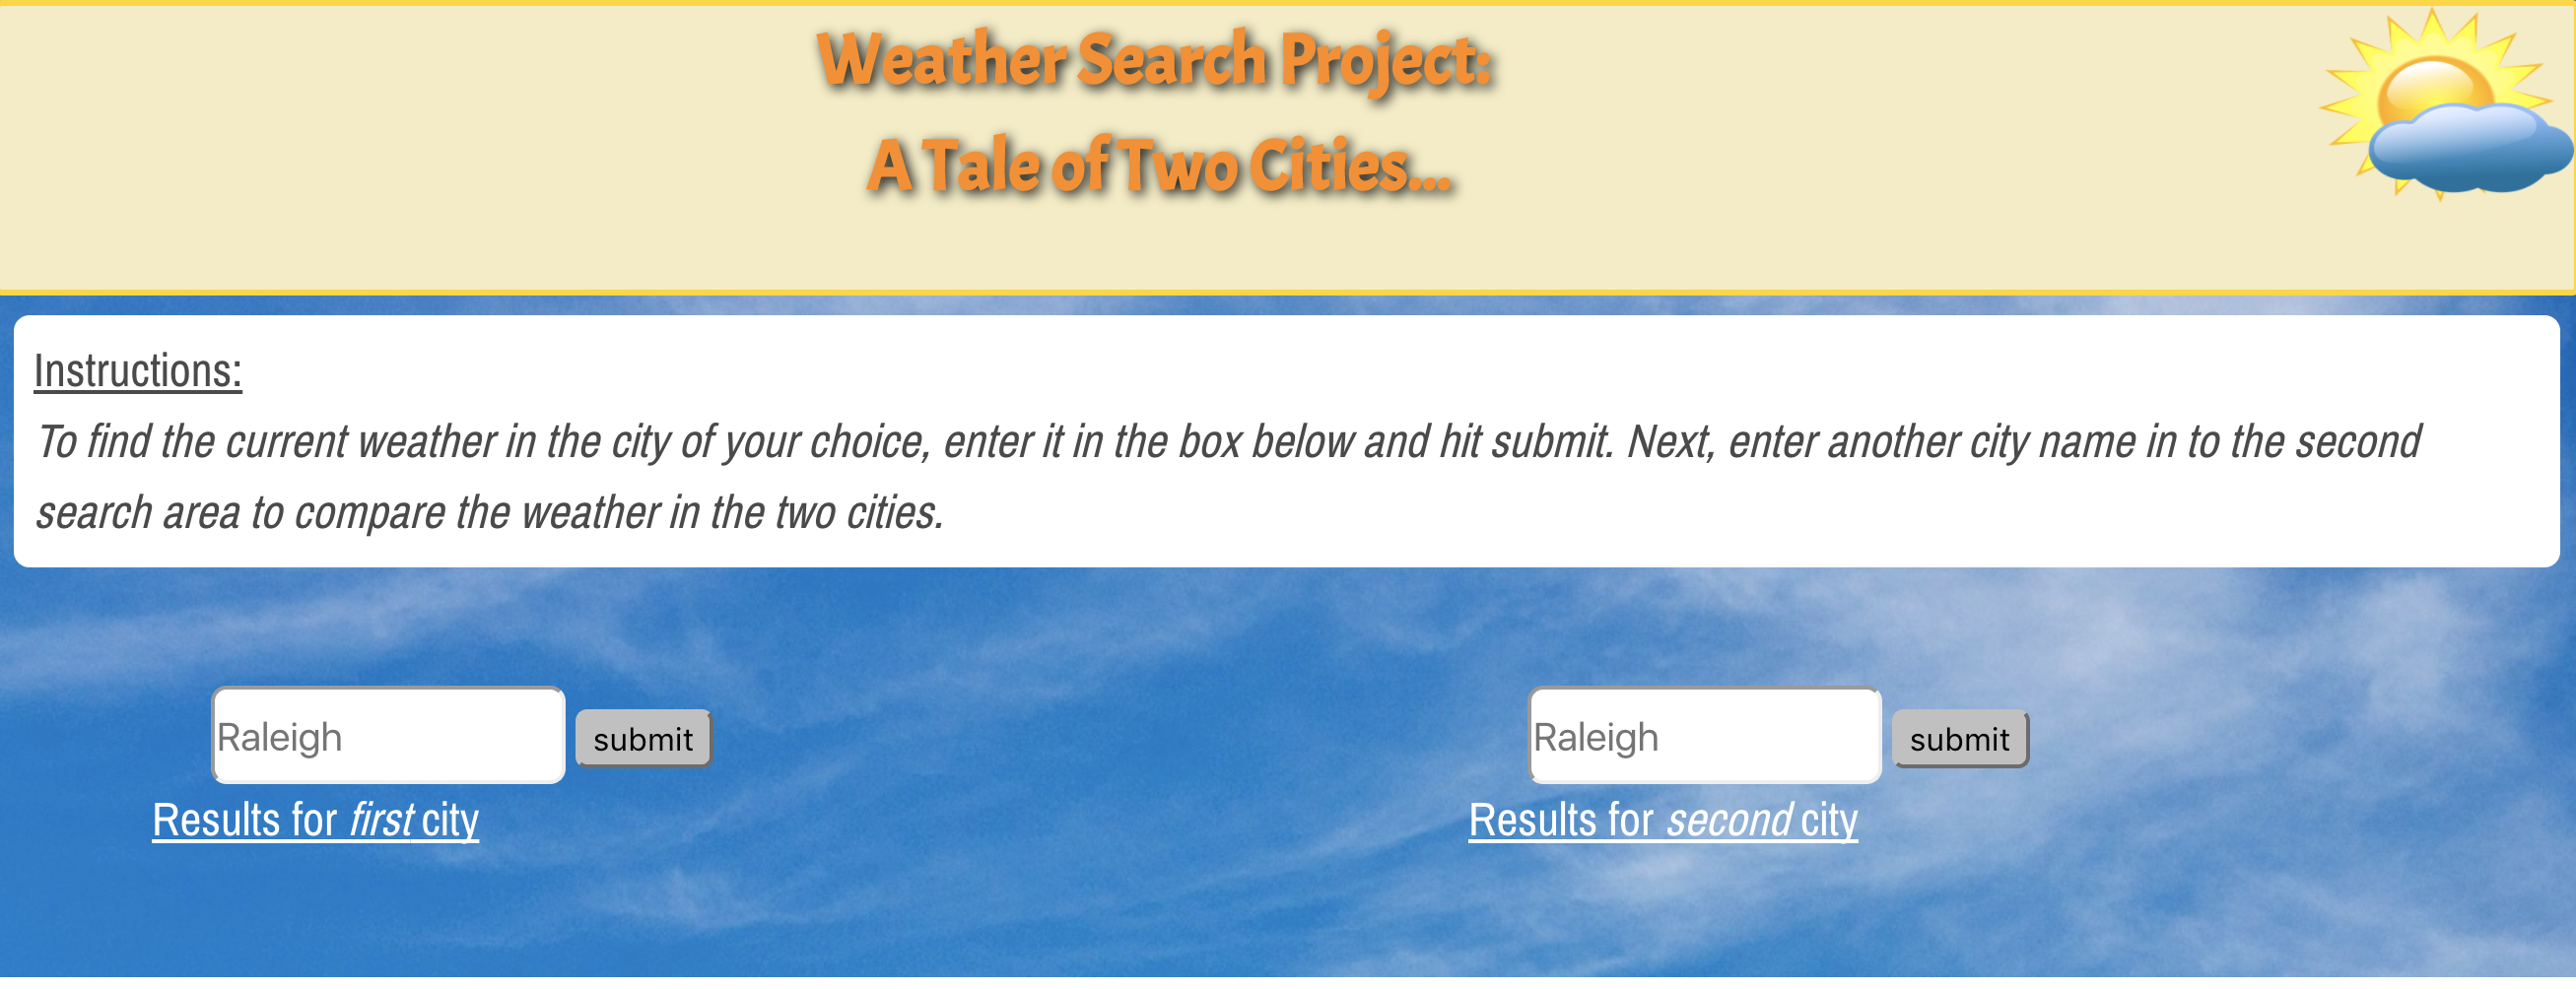 Weather Search Project:
A Tale of Two Cities...
Instructions:
To find the current weather in the city of your choice, enter it in the box below and hit submit. Next, enter another city name in to the second
search area to compare the weather in the two cities.
Raleigh submit
Raleigh submit
Results for first city
Results for second city